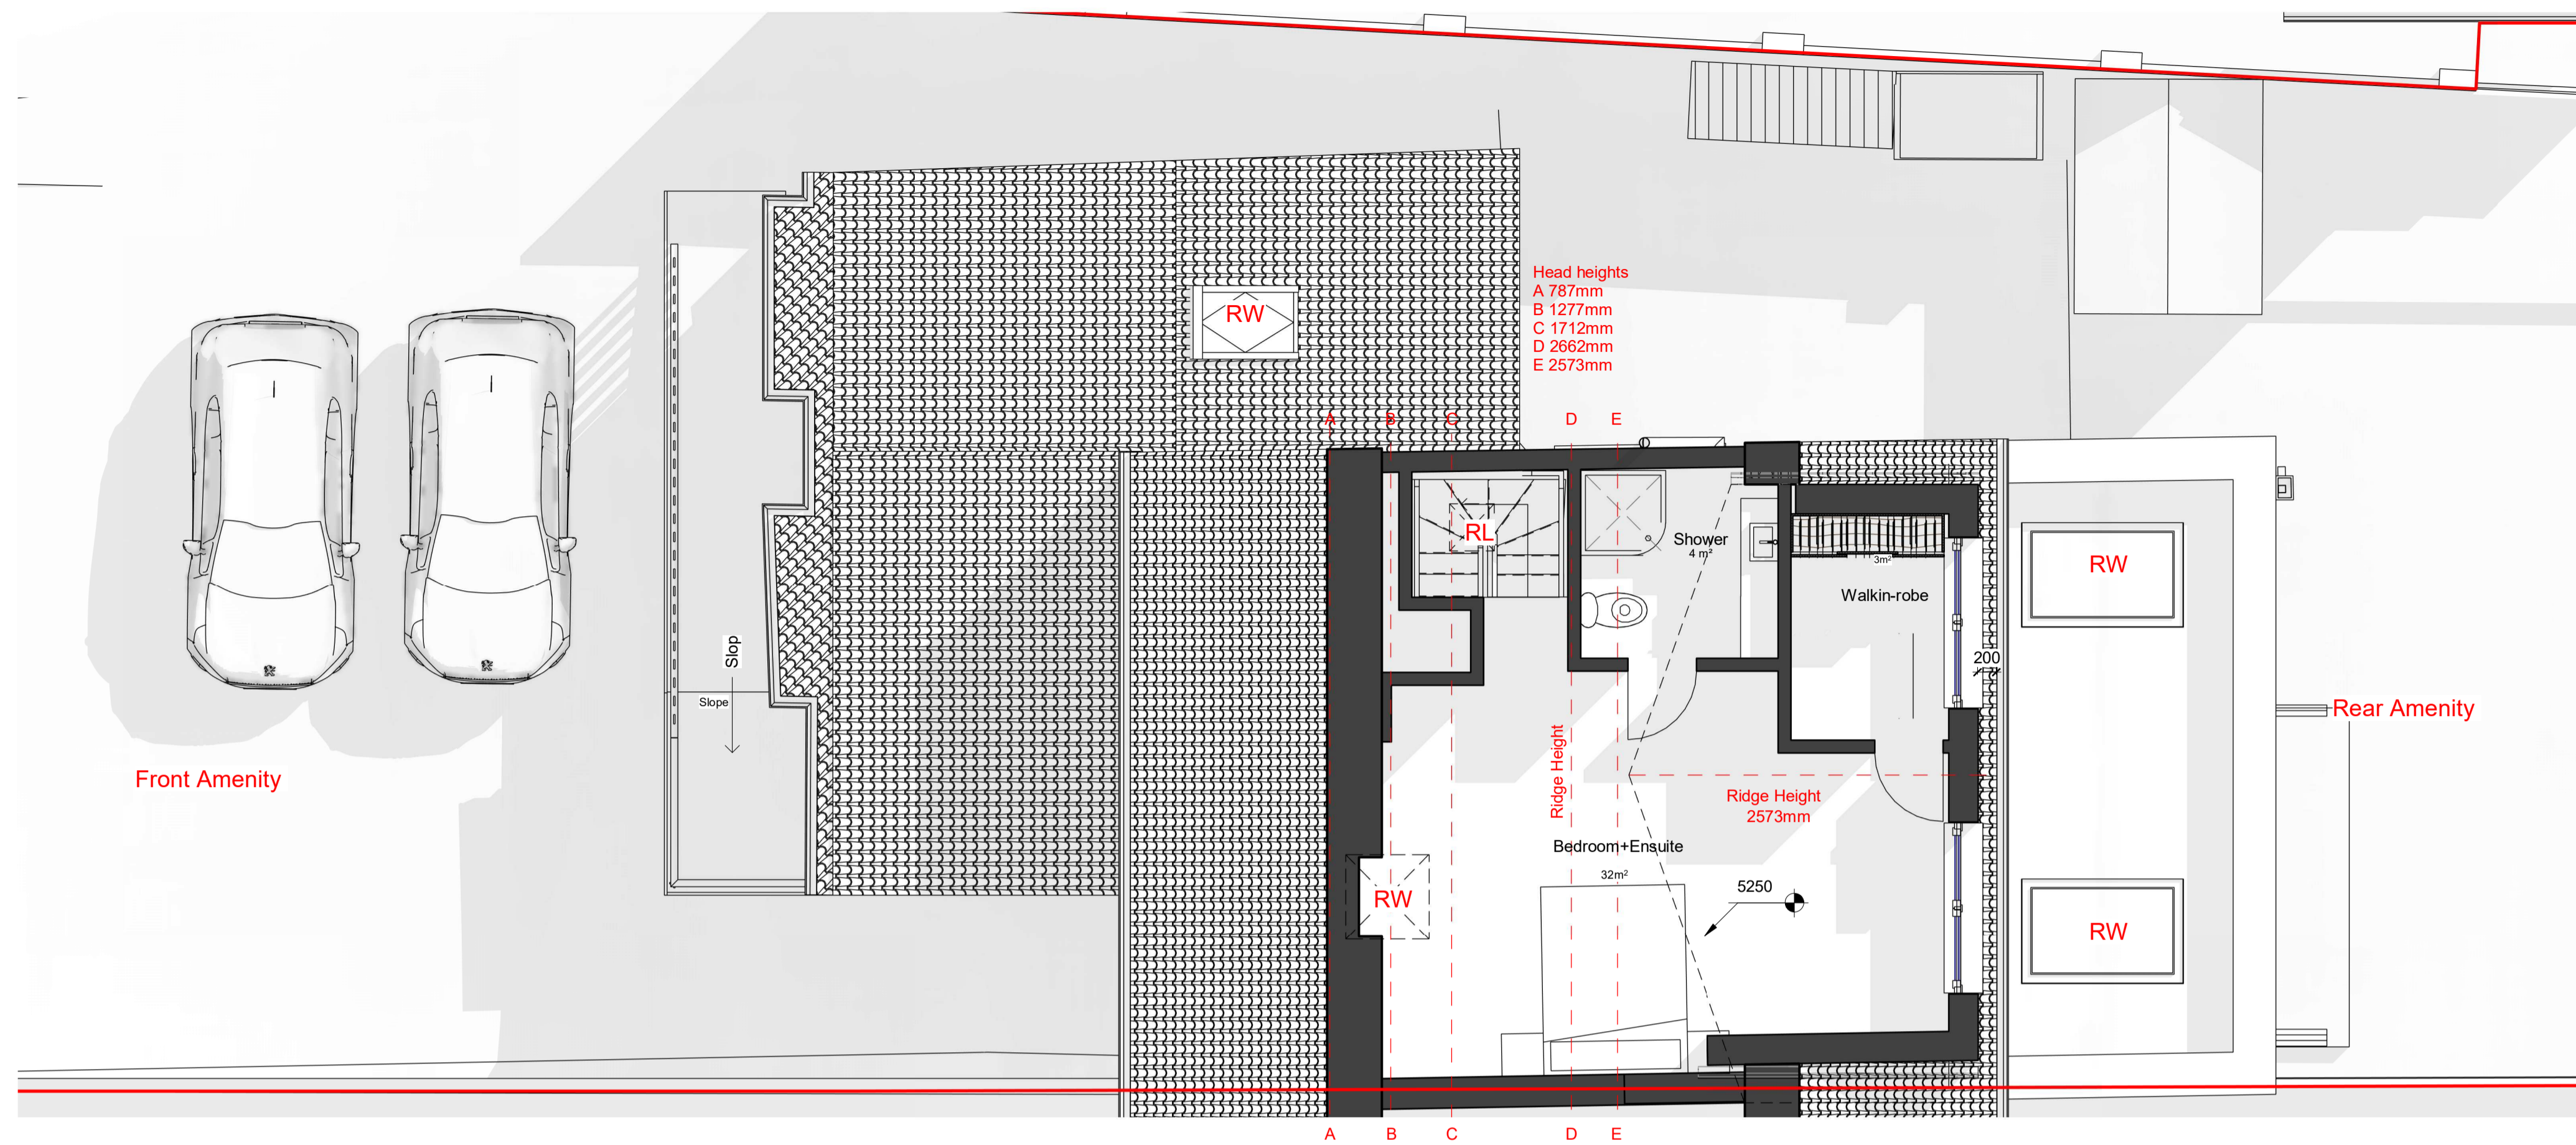 Head heights
A 787mm
B 1277mm
C 1712mm
D 2662mm
E 2573mm
RW
A
B
C
D
E
RL
Shower
4 m²
3m²
Walkin-robe
RW
200
Slop
Slope
Rear Amenity
Front Amenity
Ridge Height
Ridge Height
2573mm
Bedroom+Ensuite
32m²
5250
RW
RW
A
B
C
D
E